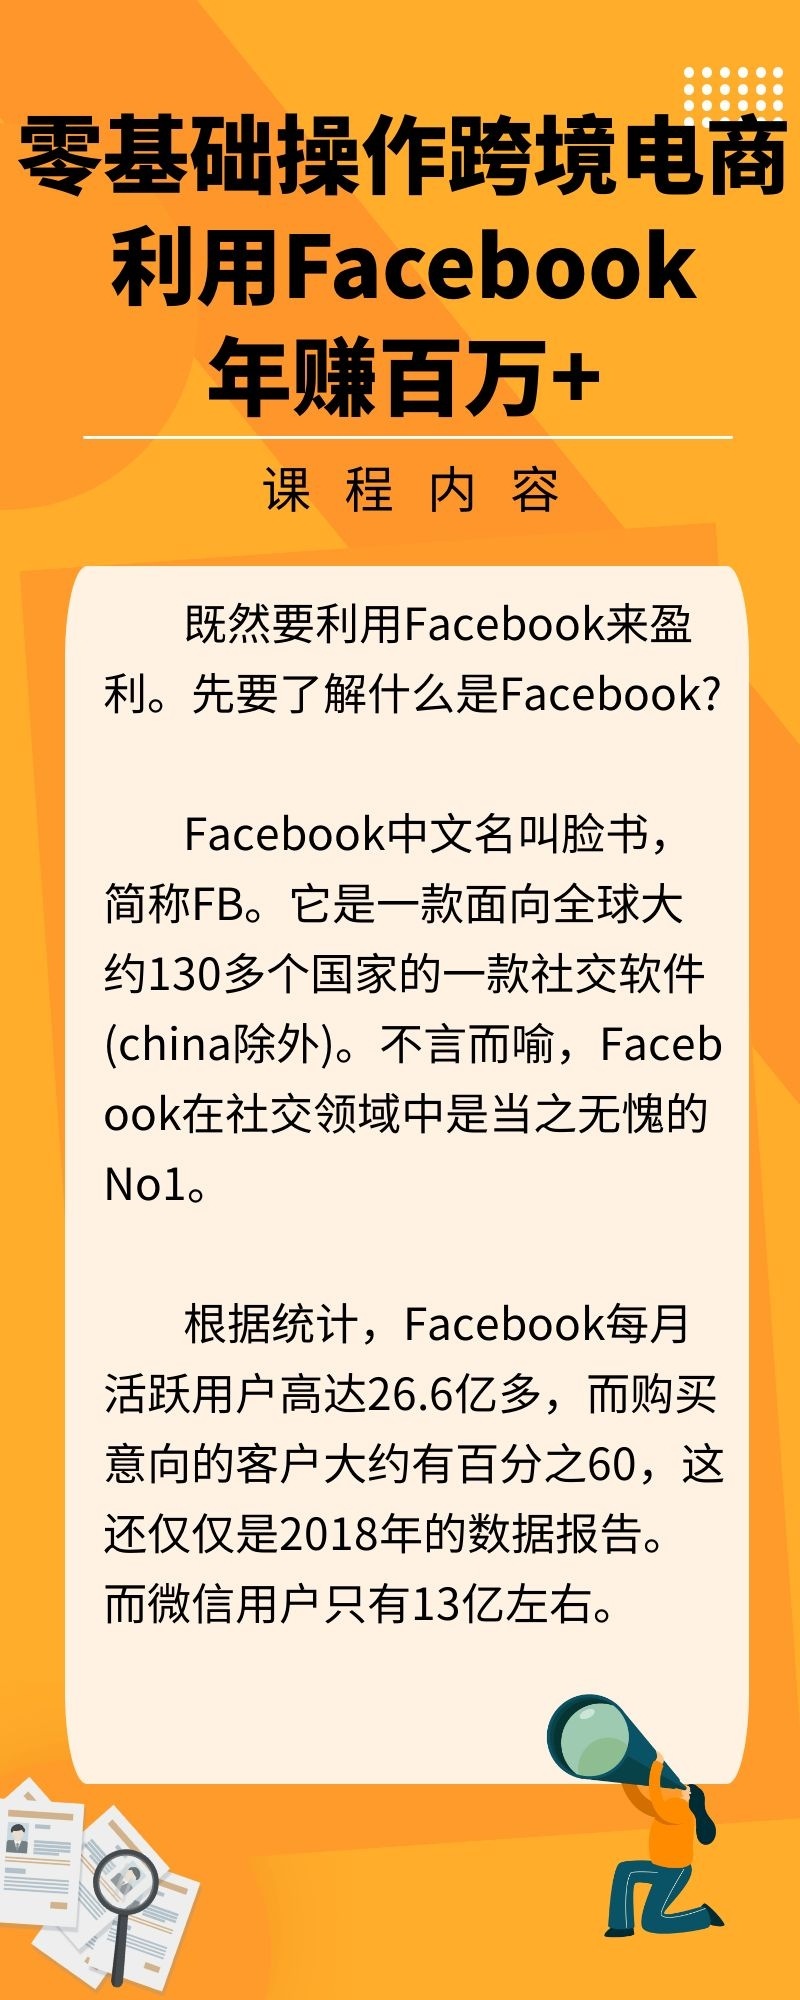 零基础操作跨境电商
利用Facebook
年赚百万+
课程内容
既然要利用Facebook来盈
利。先要了解什么是Facebook?
Facebook中文名叫脸书，
简称FB。它是一款面向全球大
约130多个国家的一款社交软件
(china除外)。不言而喻，Faceb
ook在社交领域中是当之无愧的
No1。
根据统计，Facebook每月
活跃用户高达26.6亿多，而购买
意向的客户大约有百分之60，这
还仅仅是2018年的数据报告。
而微信用户只有13亿左右。